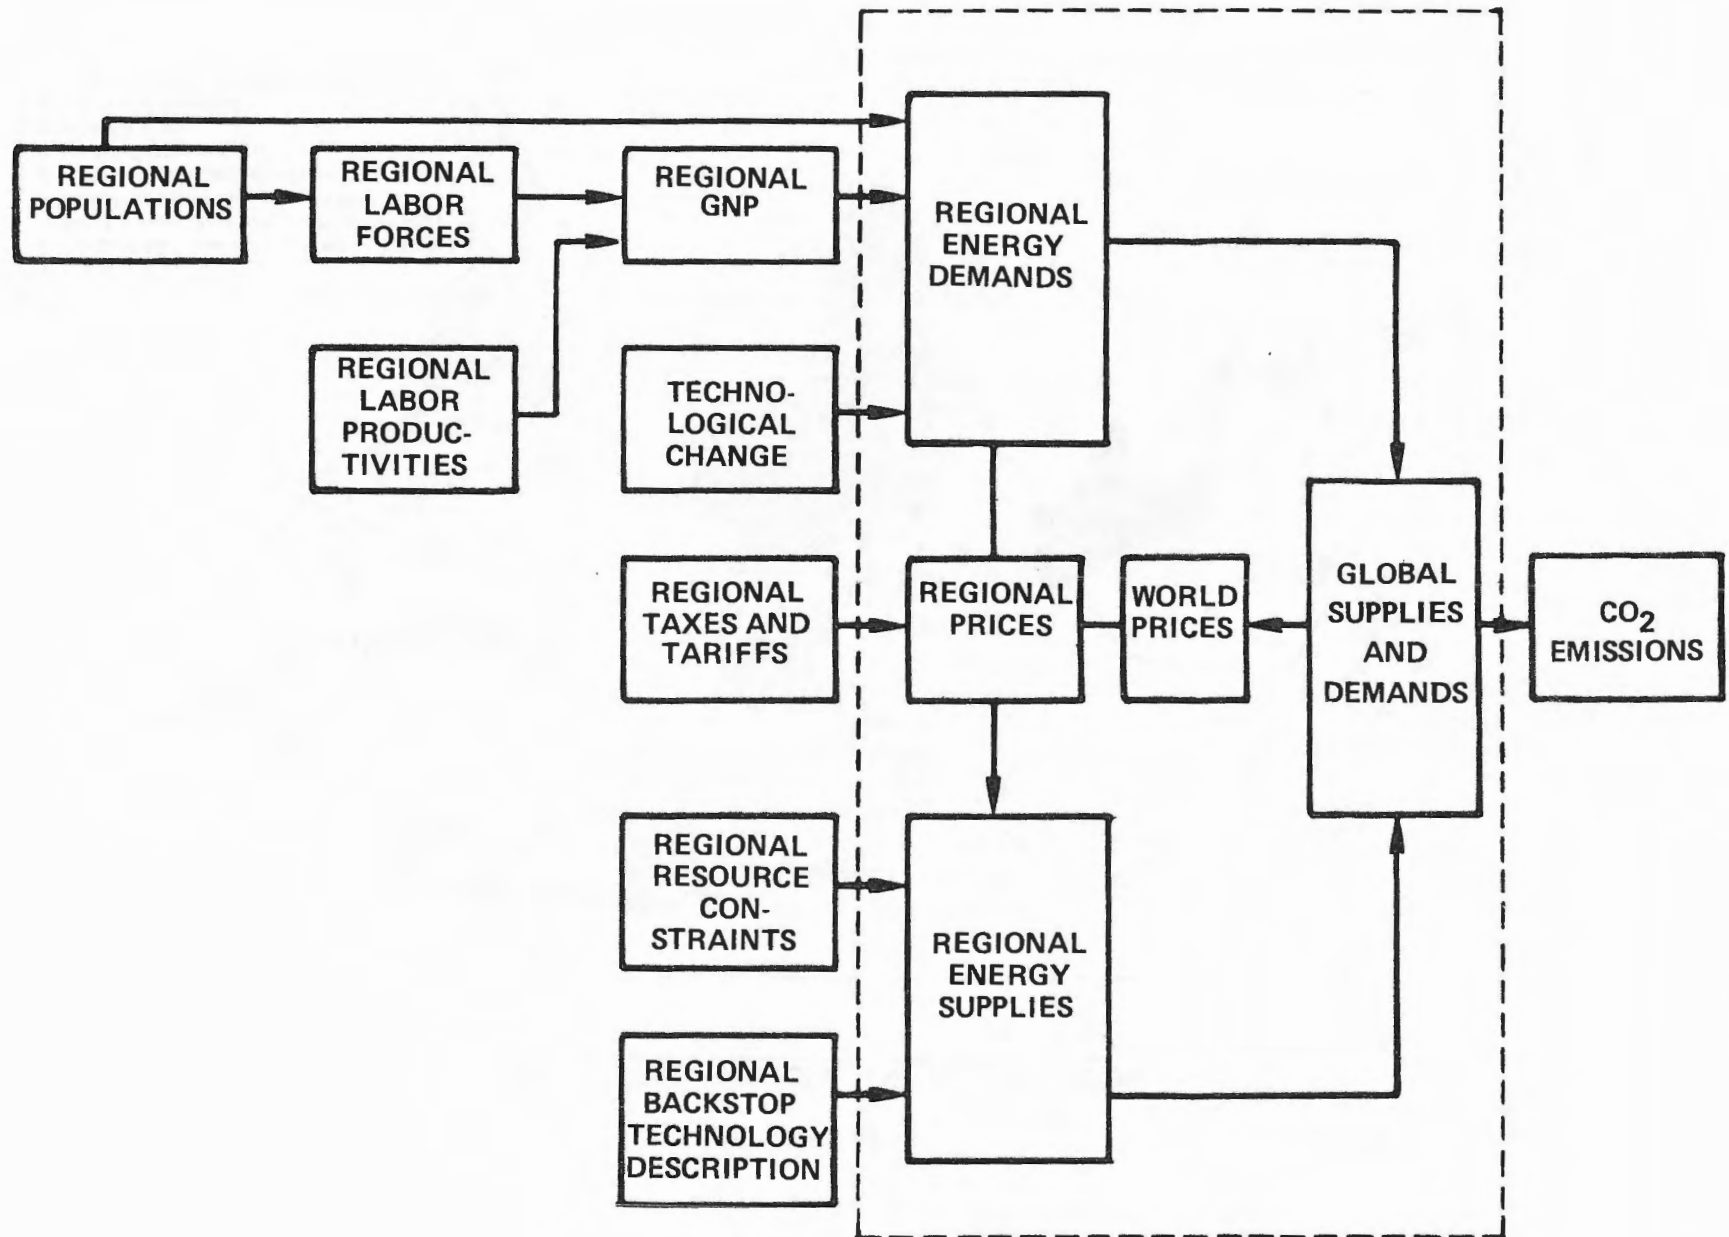 REGIONAL
POPULATIONS
REGIONAL
LABOR
FORCES
REGIONAL
GNP
REGIONAL
ENERGY
DEMANDS
REGIONAL
LABOR
PRODUC-
TIVITIES
TECHNO-
LOGICAL
CHANGE
REGIONAL
TAXES AND
TARIFFS
REGIONAL
PRICES
WORLD
PRICES
GLOBAL
SUPPLIES
AND
DEMANDS
CO₂
EMISSIONS
REGIONAL
RESOURCE
CON-
STRAINTS
REGIONAL
ENERGY
SUPPLIES
REGIONAL
BACKSTOP
TECHNOLOGY
DESCRIPTION